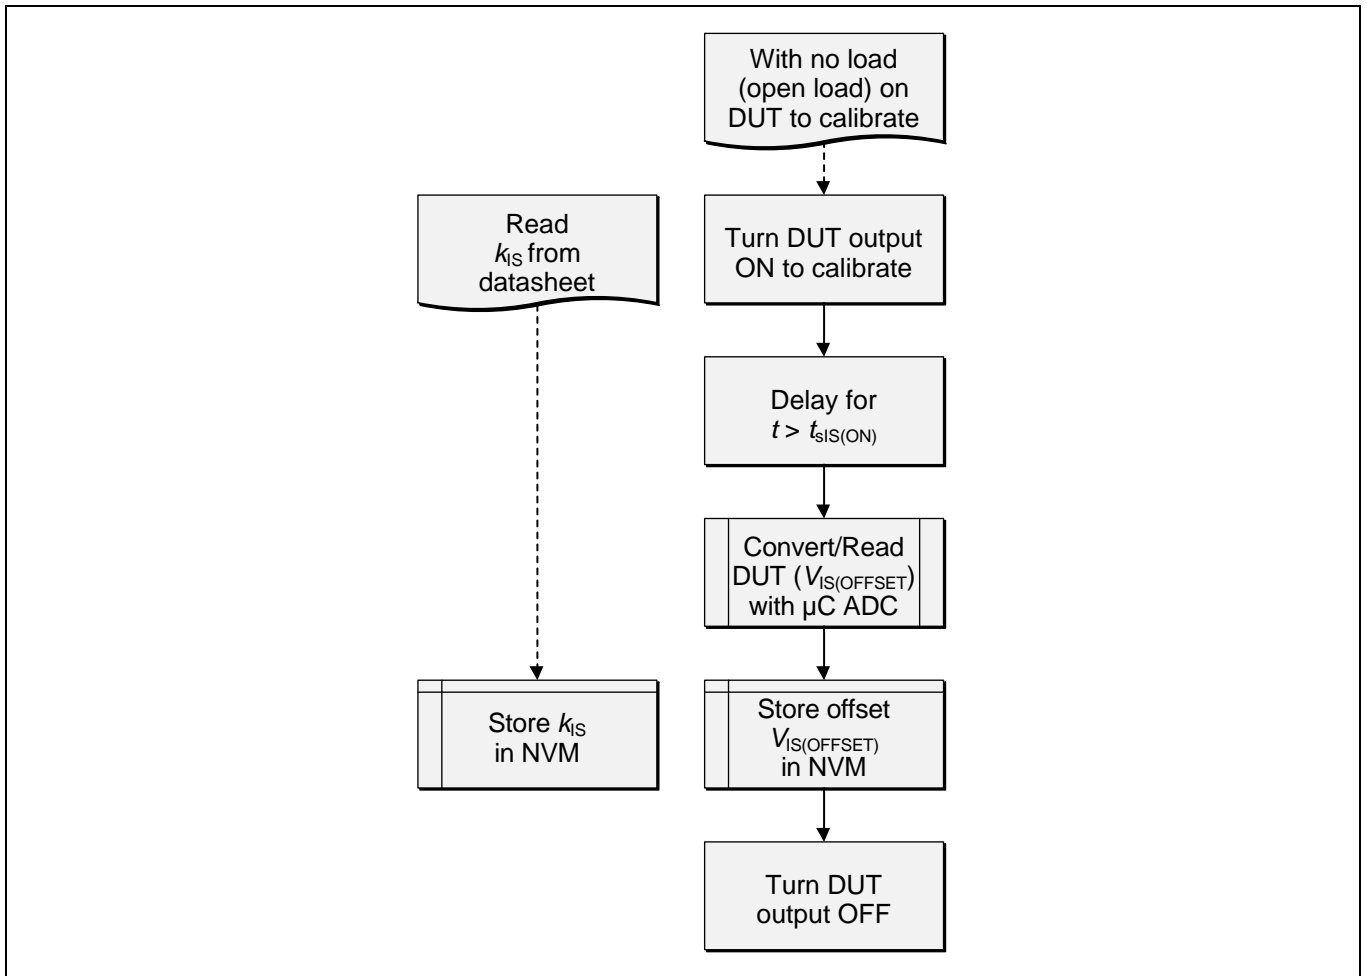 With no load
(open load) on
DUT to calibrate
Read
kIS from
datasheet
Turn DUT output
ON to calibrate
Delay for
t > tsIS(ON)
Convert/Read
DUT (VIS(OFFSET)
with µC ADC
Store kIS
in NVM
Store offset
VIS(OFFSET)
in NVM
Turn DUT
output OFF